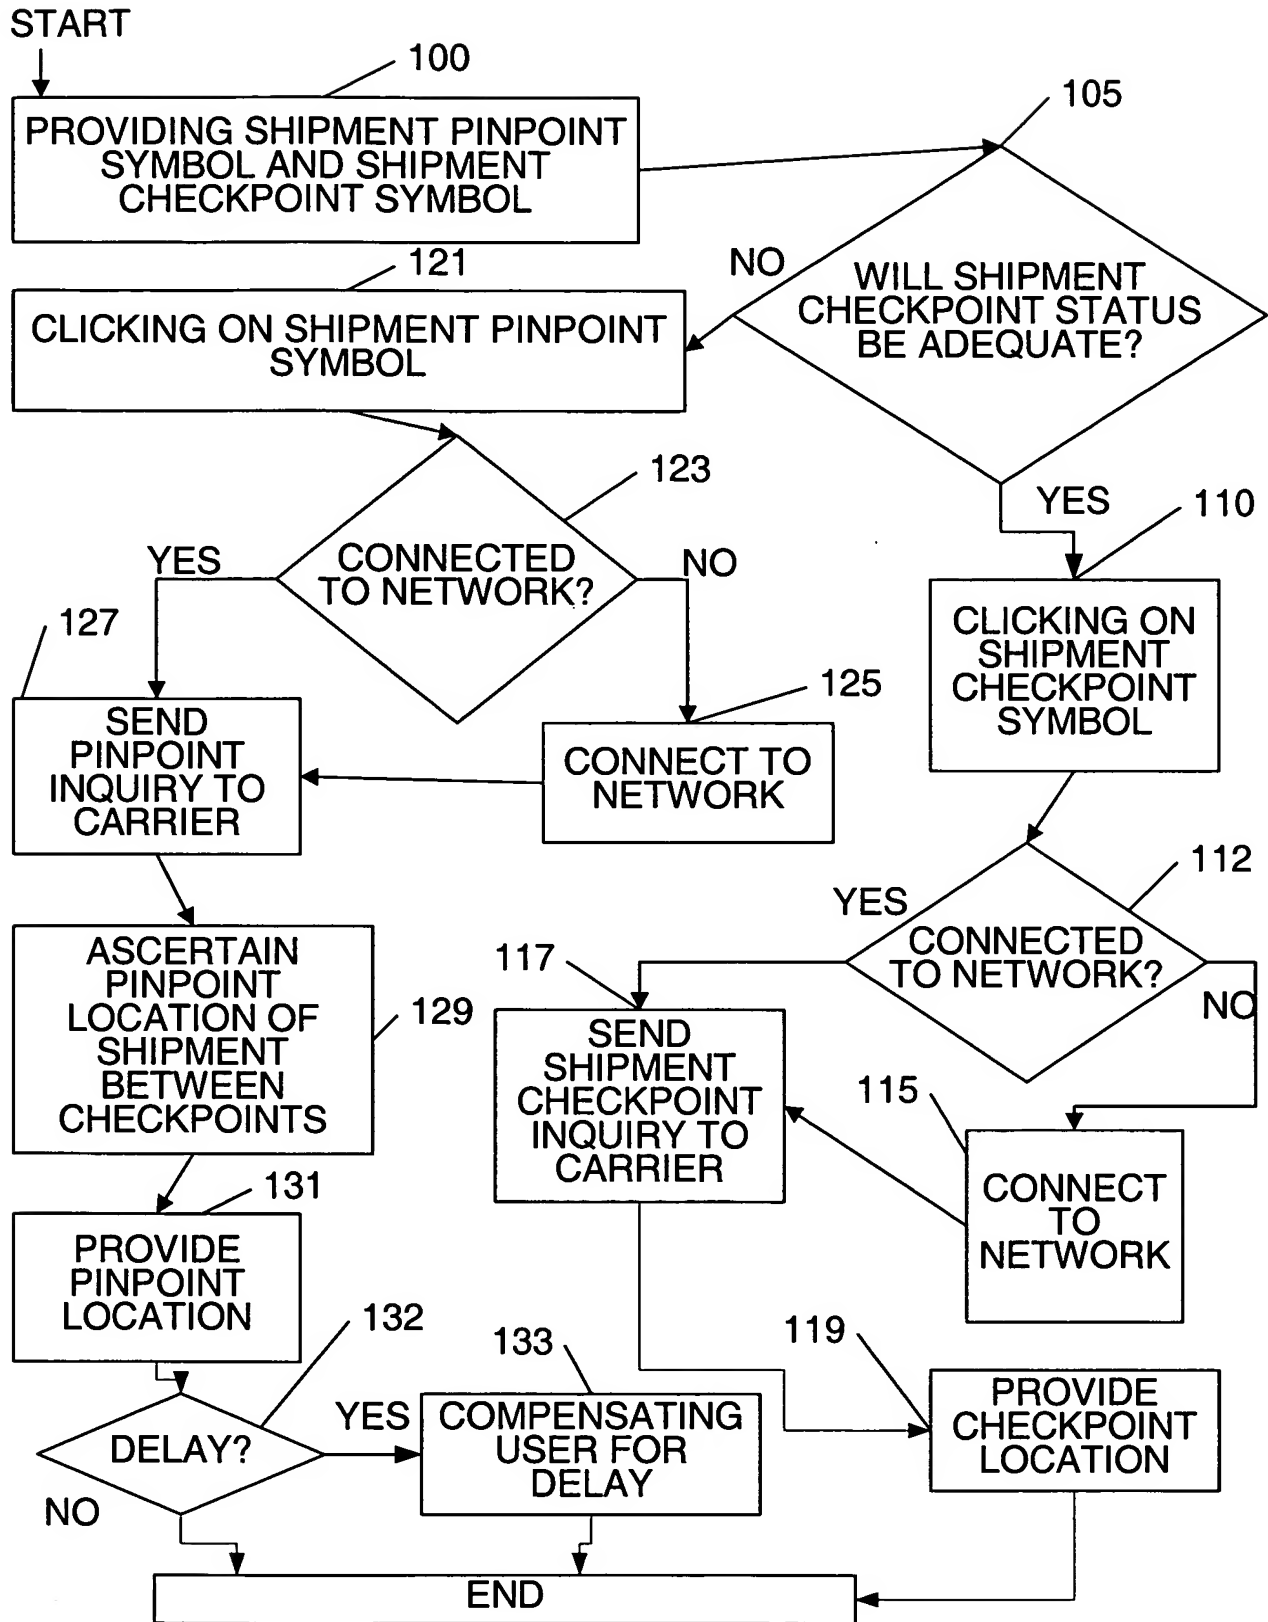 START
100
PROVIDING SHIPMENT PINPOINT
SYMBOL AND SHIPMENT
CHECKPOINT SYMBOL
105
WILL SHIPMENT
CHECKPOINT STATUS
BE ADEQUATE?
NO
121
CLICKING ON SHIPMENT PINPOINT
SYMBOL
YES
110
CLICKING ON
SHIPMENT
CHECKPOINT
SYMBOL
123
CONNECTED
TO NETWORK?
YES
NO
127
SEND
PINPOINT
INQUIRY TO
CARRIER
125
CONNECT TO
NETWORK
112
CONNECTED
TO NETWORK?
YES
NO
117
SEND
SHIPMENT
CHECKPOINT
INQUIRY TO
CARRIER
115
CONNECT
TO
NETWORK
ASCERTAIN
PINPOINT
LOCATION OF
SHIPMENT
BETWEEN
CHECKPOINTS
129
131
PROVIDE
PINPOINT
LOCATION
132
DELAY?
YES
NO
133
COMPENSATING
USER FOR
DELAY
119
PROVIDE
CHECKPOINT
LOCATION
END